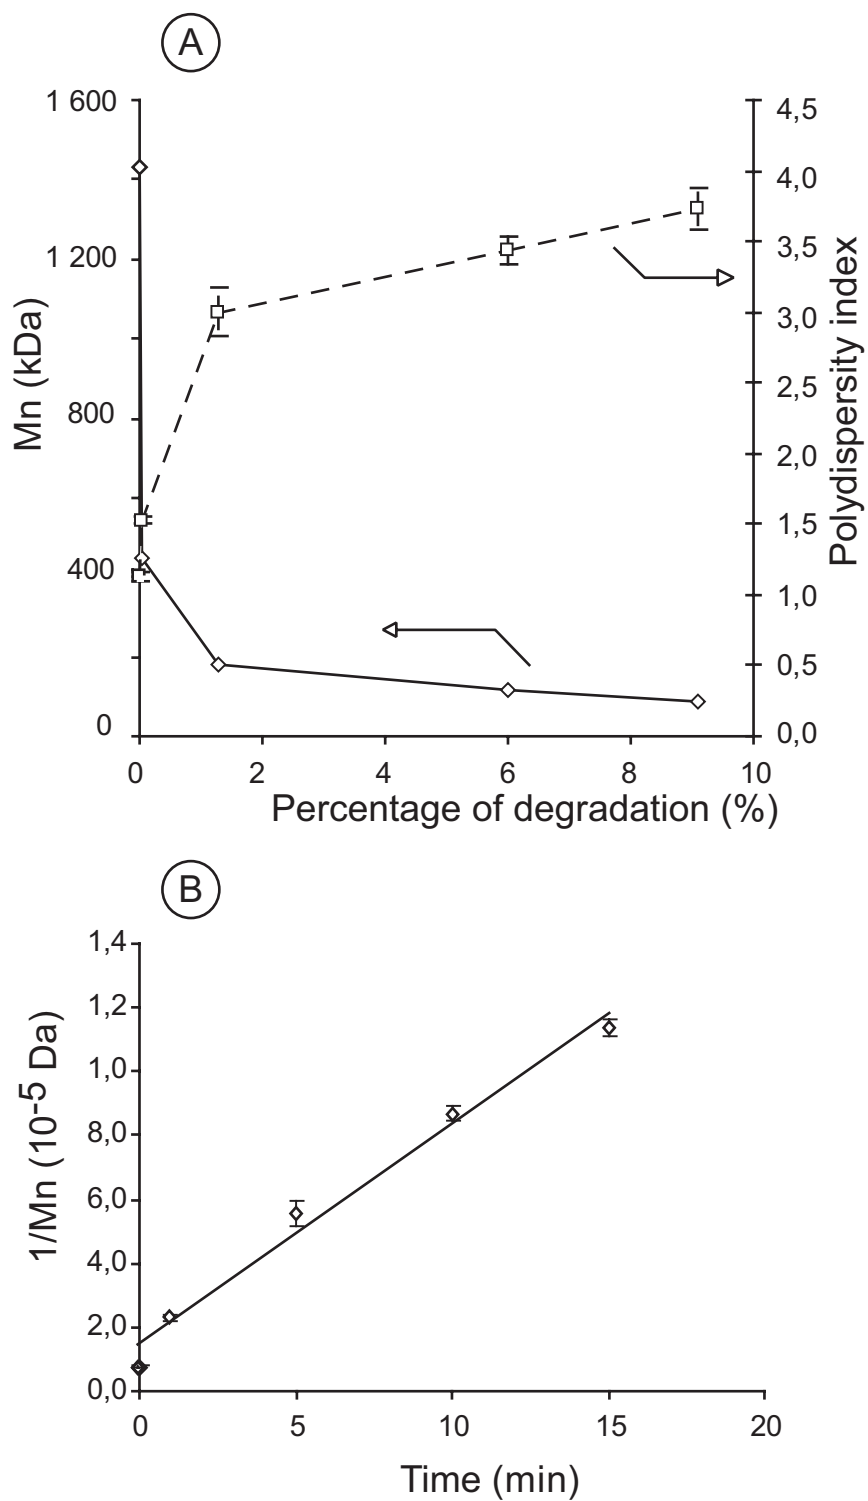 A
1 600
1 200
800
400
0
Mn (kDa)
4,5
4,0
3,5
3,0
2,5
2,0
1,5
1,0
0,5
0,0
Polydispersity index
0 2 4 6 8 10
Percentage of degradation (%)
B
1,4
1,2
1,0
8,0
6,0
4,0
2,0
0,0
1/Mn (10-5 Da)
0 5 10 15 20
Time (min)